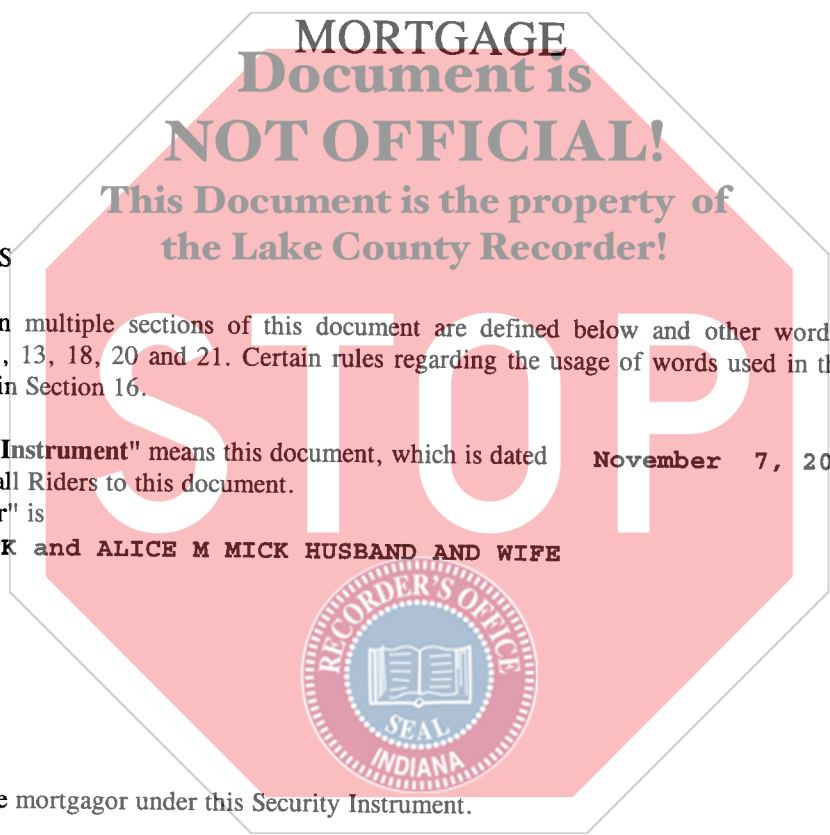 MORTGAGE
Document is
NOT OFFICIAL!
This Document is the property of
the Lake County Recorder!
S
n multiple sections of this document are defined below and other word
, 13, 18, 20 and 21. Certain rules regarding the usage of words used in th
in Section 16.
Instrument" means this document, which is dated November 7, 20
all Riders to this document.
r" is
K and ALICE M MICK HUSBAND AND WIFE
STOP
RECORDER'S OFFICE
SEAL
INDIANA
e mortgagor under this Security Instrument.